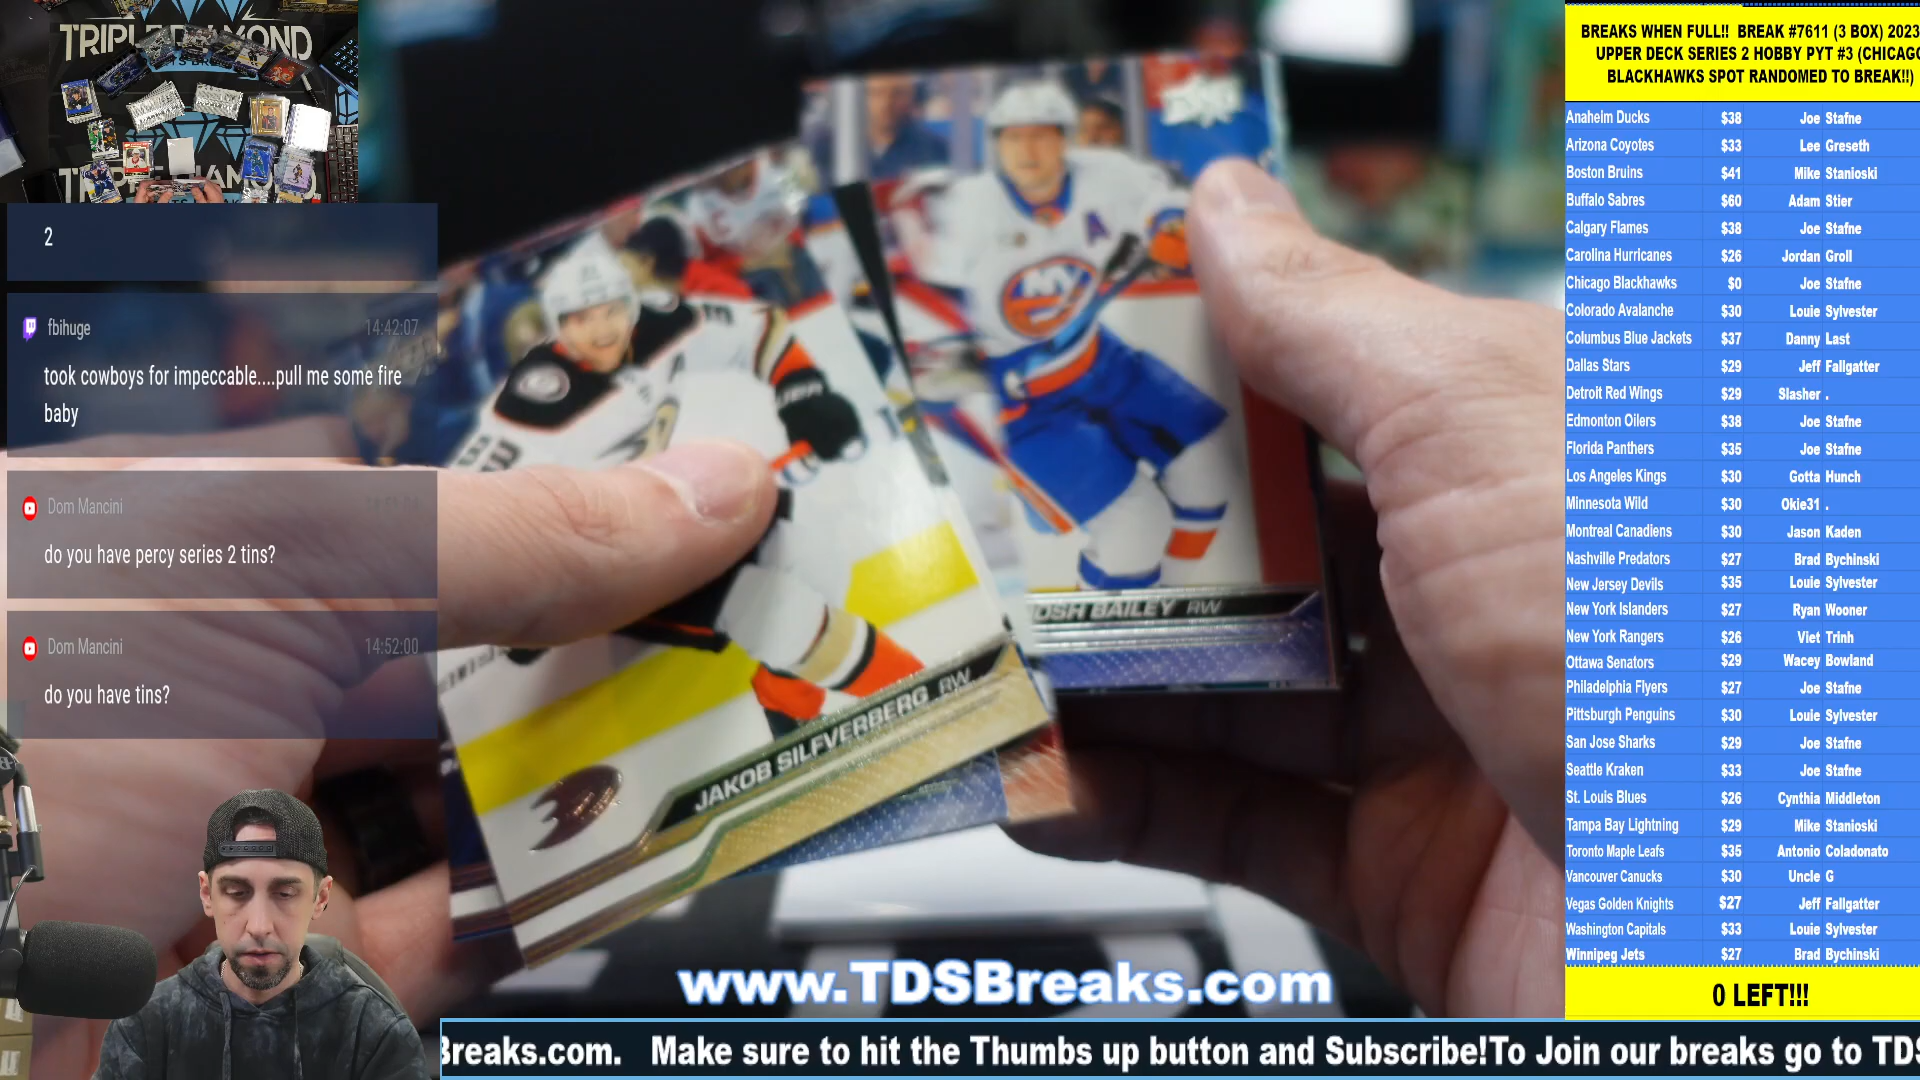 TRIPLE DIAMOND
2
fbihuge 14:42:07
took cowboys for impeccable....pull me some fire
baby
Dom Mancini
do you have percy series 2 tins?
Dom Mancini 14:52:00
do you have tins?
NY
A
OSH BAILEY RW
JAKOB SILFVERBERG RW
www.TDSBreaks.com
Breaks.com. Make sure to hit the Thumbs up button and Subscribe!To Join our breaks go to TDS
BREAKS WHEN FULL!! BREAK #7611 (3 BOX) 2023
UPPER DECK SERIES 2 HOBBY PYT #3 (CHICAGO
BLACKHAWKS SPOT RANDOMED TO BREAK!!)
Anaheim Ducks $38 Joe Stafne
Arizona Coyotes $33 Lee Greseth
Boston Bruins $41 Mike Stanioski
Buffalo Sabres $60 Adam Stier
Calgary Flames $38 Joe Stafne
Carolina Hurricanes $26 Jordan Groll
Chicago Blackhawks $0 Joe Stafne
Colorado Avalanche $30 Louie Sylvester
Columbus Blue Jackets $37 Danny Last
Dallas Stars $29 Jeff Fallgatter
Detroit Red Wings $29 Slasher .
Edmonton Oilers $38 Joe Stafne
Florida Panthers $35 Joe Stafne
Los Angeles Kings $30 Gotta Hunch
Minnesota Wild $30 Okie31 .
Montreal Canadiens $30 Jason Kaden
Nashville Predators $27 Brad Bychinski
New Jersey Devils $35 Louie Sylvester
New York Islanders $27 Ryan Wooner
New York Rangers $26 Viet Trinh
Ottawa Senators $29 Wacey Bowland
Philadelphia Flyers $27 Joe Stafne
Pittsburgh Penguins $30 Louie Sylvester
San Jose Sharks $29 Joe Stafne
Seattle Kraken $33 Joe Stafne
St. Louis Blues $26 Cynthia Middleton
Tampa Bay Lightning $29 Mike Stanioski
Toronto Maple Leafs $35 Antonio Coladonato
Vancouver Canucks $30 Uncle G
Vegas Golden Knights $27 Jeff Fallgatter
Washington Capitals $33 Louie Sylvester
Winnipeg Jets $27 Brad Bychinski
0 LEFT!!!